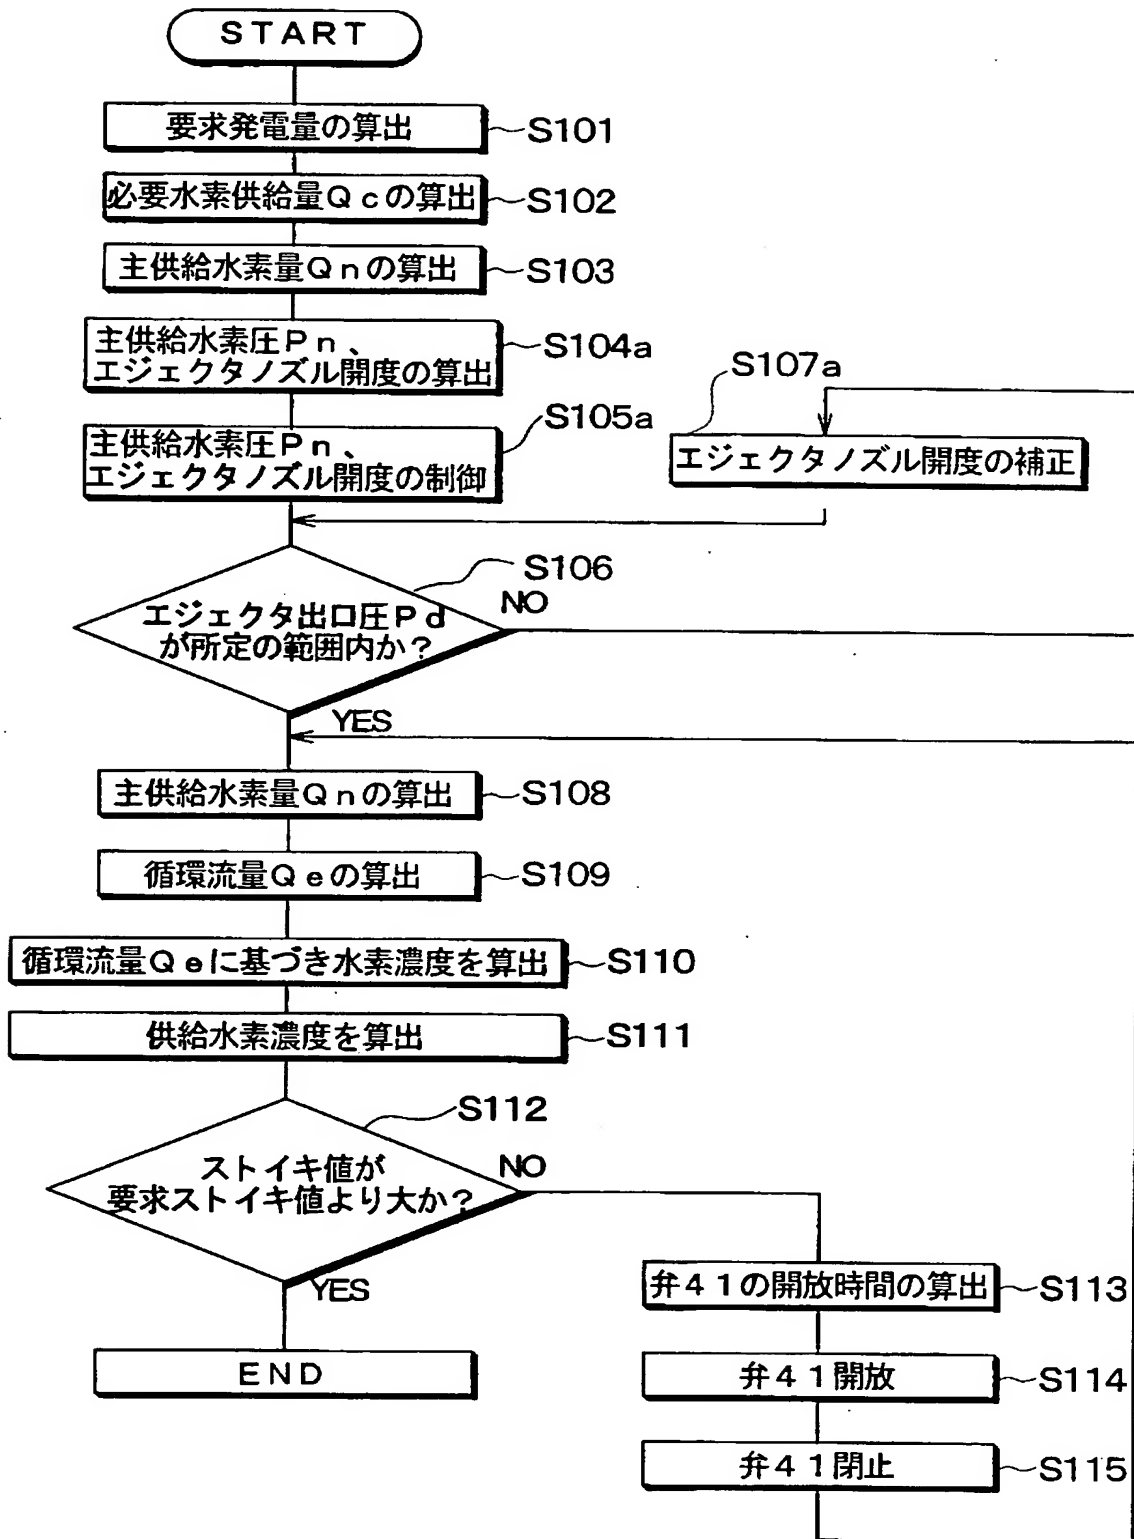 START
要求発電量の算出
S101
必要水素供給量Qcの算出
S102
主供給水素量Qnの算出
S103
主供給水素圧Pn、
エジェクタノズル開度の算出
S104a
主供給水素圧Pn、
エジェクタノズル開度の制御
S105a
S107a
エジェクタノズル開度の補正
S106
エジェクタ出口圧Pd
が所定の範囲内か?
NO
YES
主供給水素量Qnの算出
S108
循環流量Qeの算出
S109
循環流量Qeに基づき水素濃度を算出
S110
供給水素濃度を算出
S111
S112
ストイキ値が
要求ストイキ値より大か?
NO
YES
END
弁41の開放時間の算出
S113
弁41開放
S114
弁41閉止
S115